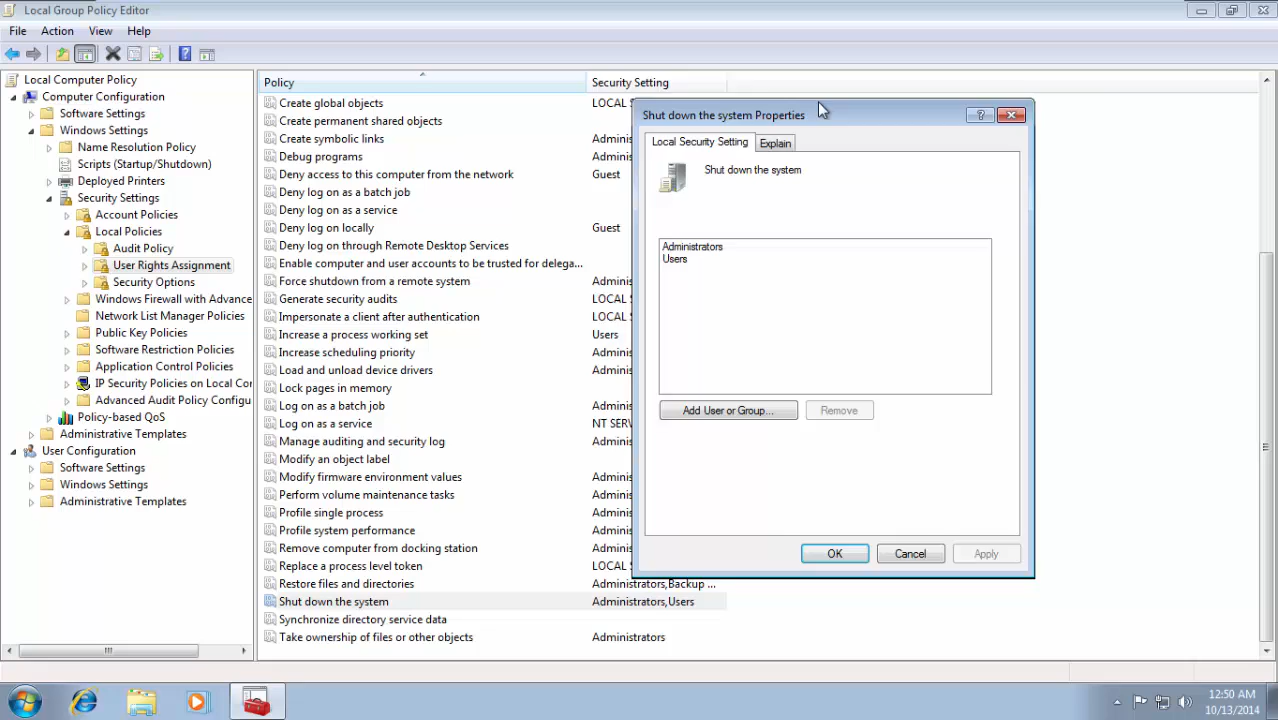 Local Group Policy Editor
File Action View Help
Local Computer Policy
Computer Configuration
Software Settings
Windows Settings
Name Resolution Policy
Scripts (Startup/Shutdown)
Deployed Printers
Security Settings
Account Policies
Local Policies
Audit Policy
User Rights Assignment
Security Options
Windows Firewall with Advance
Network List Manager Policies
Public Key Policies
Software Restriction Policies
Application Control Policies
IP Security Policies on Local Cor
Advanced Audit Policy Configu
Policy-based QoS
Administrative Templates
User Configuration
Software Settings
Windows Settings
Administrative Templates
Policy Security Setting
Create global objects LOCAL S
Create permanent shared objects
Create symbolic links Adminis
Debug programs Adminis
Deny access to this computer from the network Guest
Deny log on as a batch job
Deny log on as a service
Deny log on locally Guest
Deny log on through Remote Desktop Services
Enable computer and user accounts to be trusted for delega...
Force shutdown from a remote system Adminis
Generate security audits LOCAL S
Impersonate a client after authentication LOCAL S
Increase a process working set Users
Increase scheduling priority Adminis
Load and unload device drivers Adminis
Lock pages in memory
Log on as a batch job Adminis
Log on as a service NT SERV
Manage auditing and security log Adminis
Modify an object label
Modify firmware environment values Adminis
Perform volume maintenance tasks Adminis
Profile single process Adminis
Profile system performance Adminis
Remove computer from docking station Adminis
Replace a process level token LOCAL S
Restore files and directories Administrators,Backup ...
Shut down the system Administrators,Users
Synchronize directory service data
Take ownership of files or other objects Administrators
Shut down the system Properties
Local Security Setting Explain
Shut down the system
Administrators
Users
Add User or Group... Remove
OK Cancel Apply
12:50 AM
10/13/2014